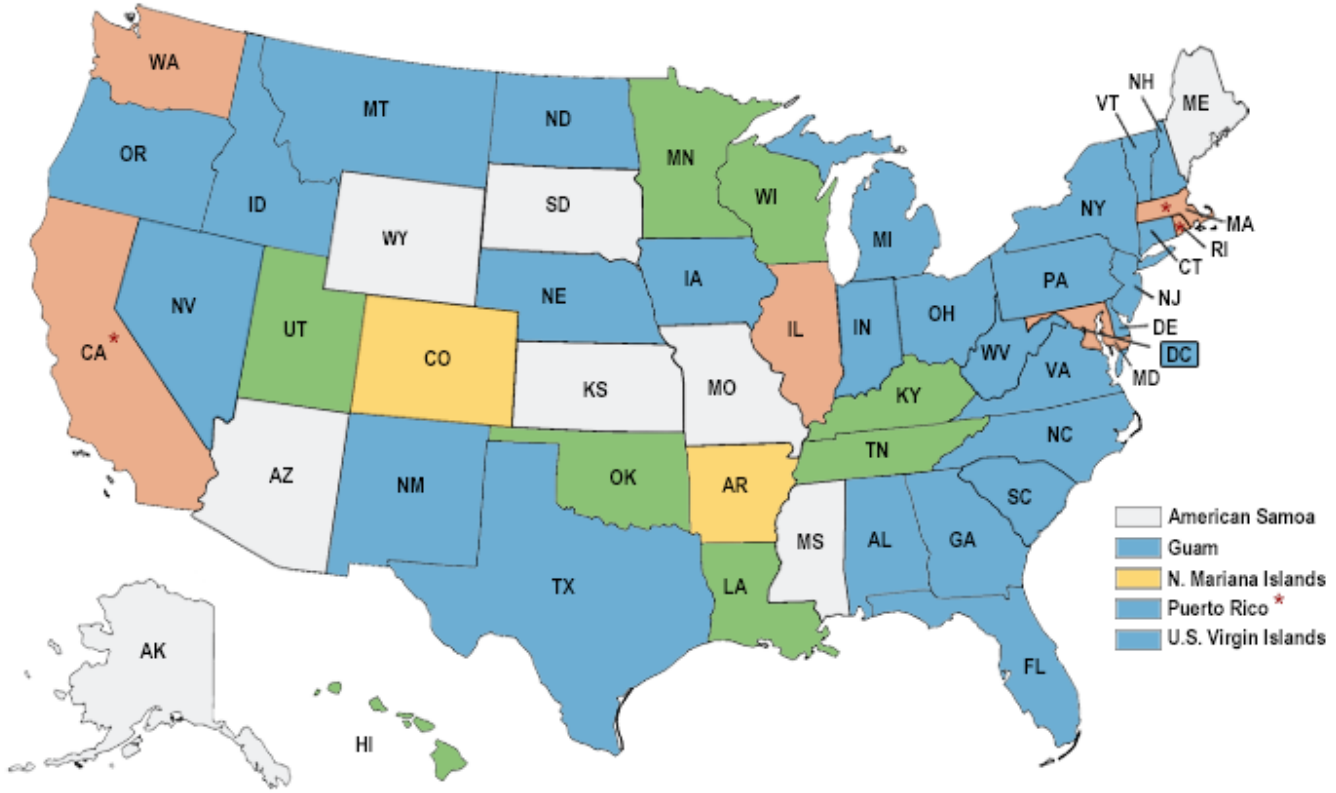 WA
NH
ME
VT
MT
ND
OR
MN
ID
SD
WI
NY
WY
MI
MA
RI
CT
IA
PA
NE
NJ
NV
OH
DE
UT
IL
IN
CA*
CO
WV
DC
VA
MD
KS
MO
KY
NC
TN
AZ
OK
NM
AR
SC
American Samoa
MS
AL
GA
Guam
TX
LA
N. Mariana Islands
Puerto Rico *
U.S. Virgin Islands
AK
FL
HI